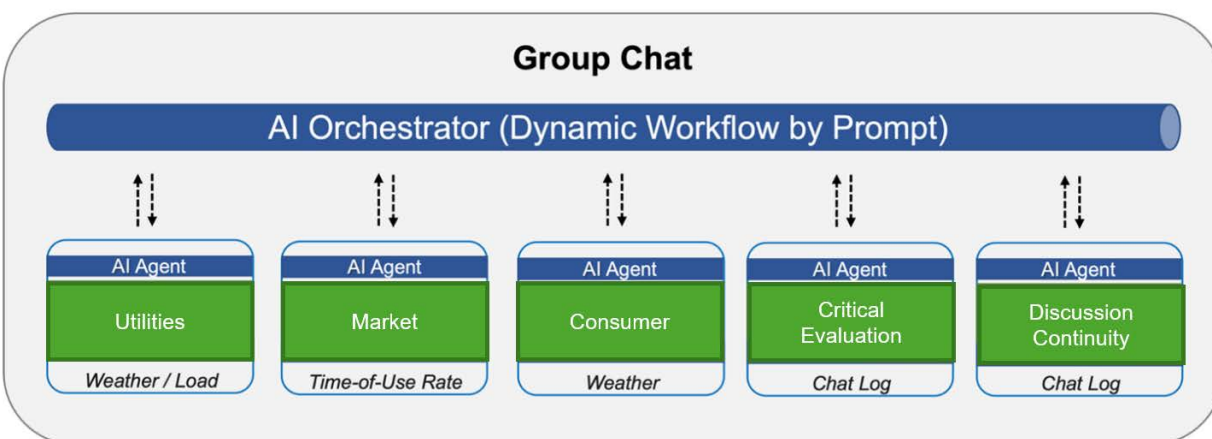 Group Chat
AI Orchestrator (Dynamic Workflow by Prompt)
AI Agent
Utilities
Weather / Load
AI Agent
Market
Time-of-Use Rate
AI Agent
Consumer
Weather
AI Agent
Critical
Evaluation
Chat Log
AI Agent
Discussion
Continuity
Chat Log